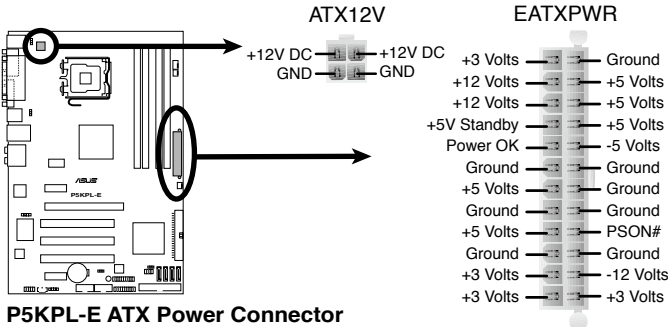 ATX12V
EATXPWR
+12V DC +12V DC
GND GND
+3 Volts Ground
+12 Volts +5 Volts
+12 Volts +5 Volts
+5V Standby +5 Volts
Power OK -5 Volts
Ground Ground
+5 Volts Ground
Ground Ground
+5 Volts PSON#
Ground Ground
+3 Volts -12 Volts
+3 Volts +3 Volts
ASUS
P5KPL-E
P5KPL-E ATX Power Connector